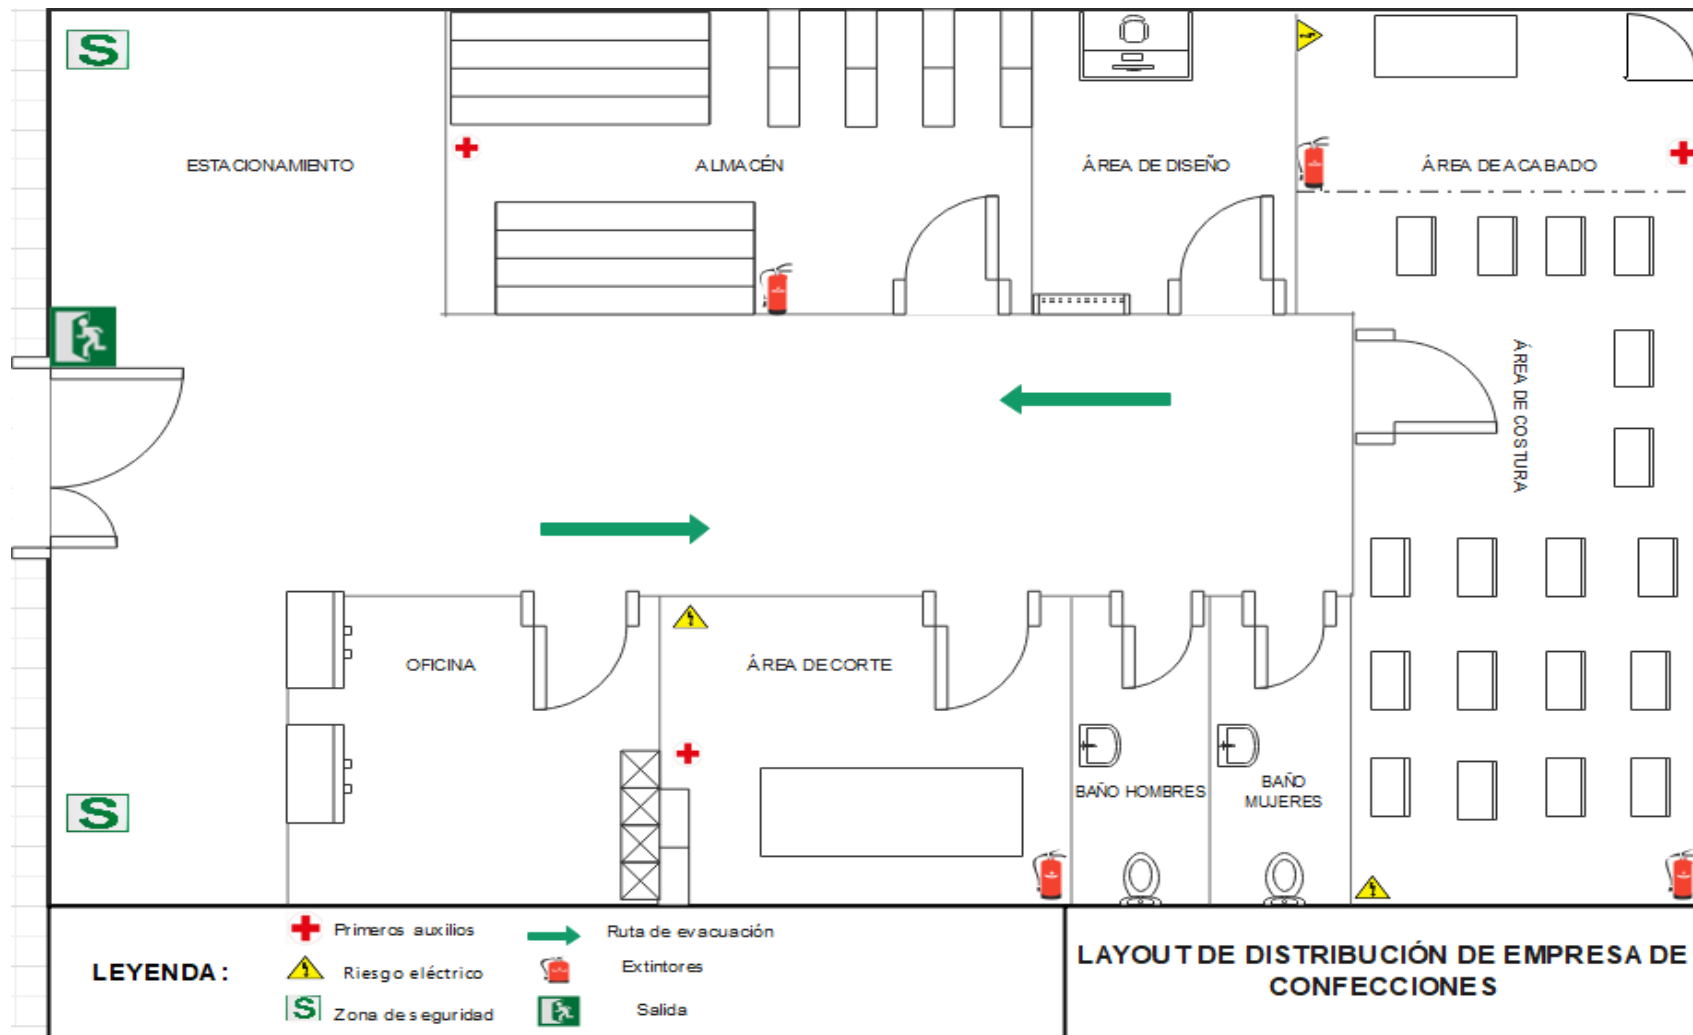 S
ESTACIONAMIENTO
ALMACÉN
ÁREA DE DISEÑO
ÁREA DE ACABADO
ÁREA DE COSTURA
OFICINA
ÁREA DE CORTE
BAÑO HOMBRES
BAÑO
MUJERES
S
LEYENDA:
Primeros auxilios
Riesgo eléctrico
S
Zona de seguridad
Ruta de evacuación
Extintores
Salida
LAYOUT DE DISTRIBUCIÓN DE EMPRESA DE
CONFECCIONES